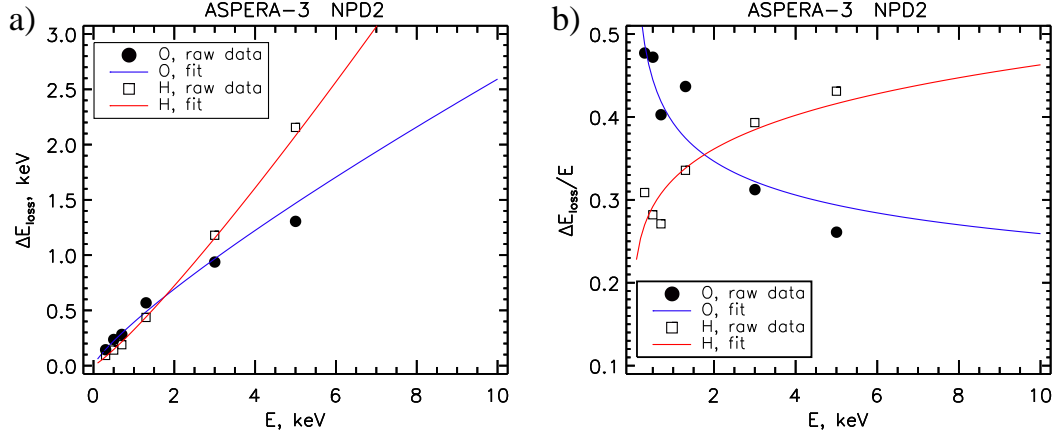 a)
ASPERA-3 NPD2
ΔE_loss, keV
3.0
2.5
2.0
1.5
1.0
0.5
0.0
O, raw data
O, fit
H, raw data
H, fit
0 2 4 6 8 10
E, keV
b)
ASPERA-3 NPD2
ΔE_loss/E
0.5
0.4
0.3
0.2
0.1
O, raw data
O, fit
H, raw data
H, fit
2 4 6 8 10
E, keV